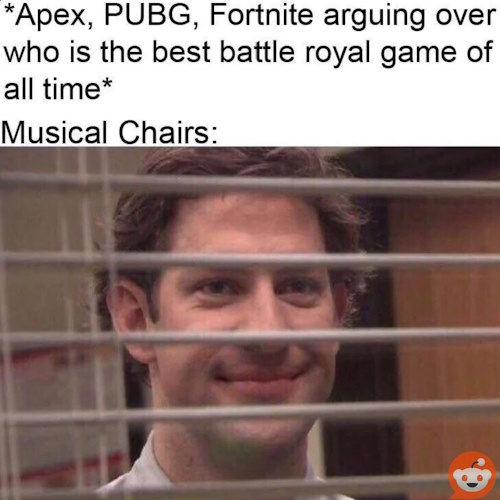 *Apex, PUBG, Fortnite arguing over
who is the best battle royal game of
all time*
Musical Chairs: